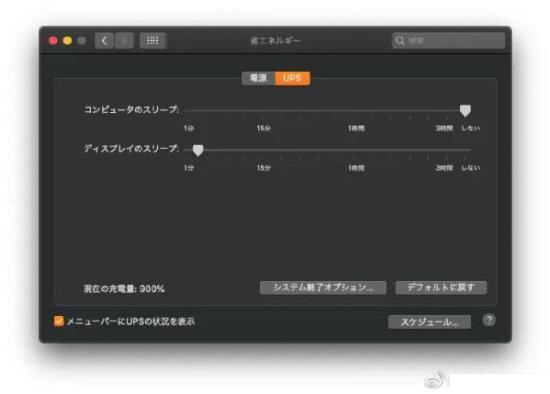 省エネルギー
検索
電源 UPS
コンピュータのスリープ:
1分 15分 1時間 3時間 しない
ディスプレイのスリープ:
1分 15分 1時間 3時間 しない
現在の充電量: 900% システム終了オプション... デフォルトに戻す
メニューバーにUPSの状況を表示 スケジュール... ?